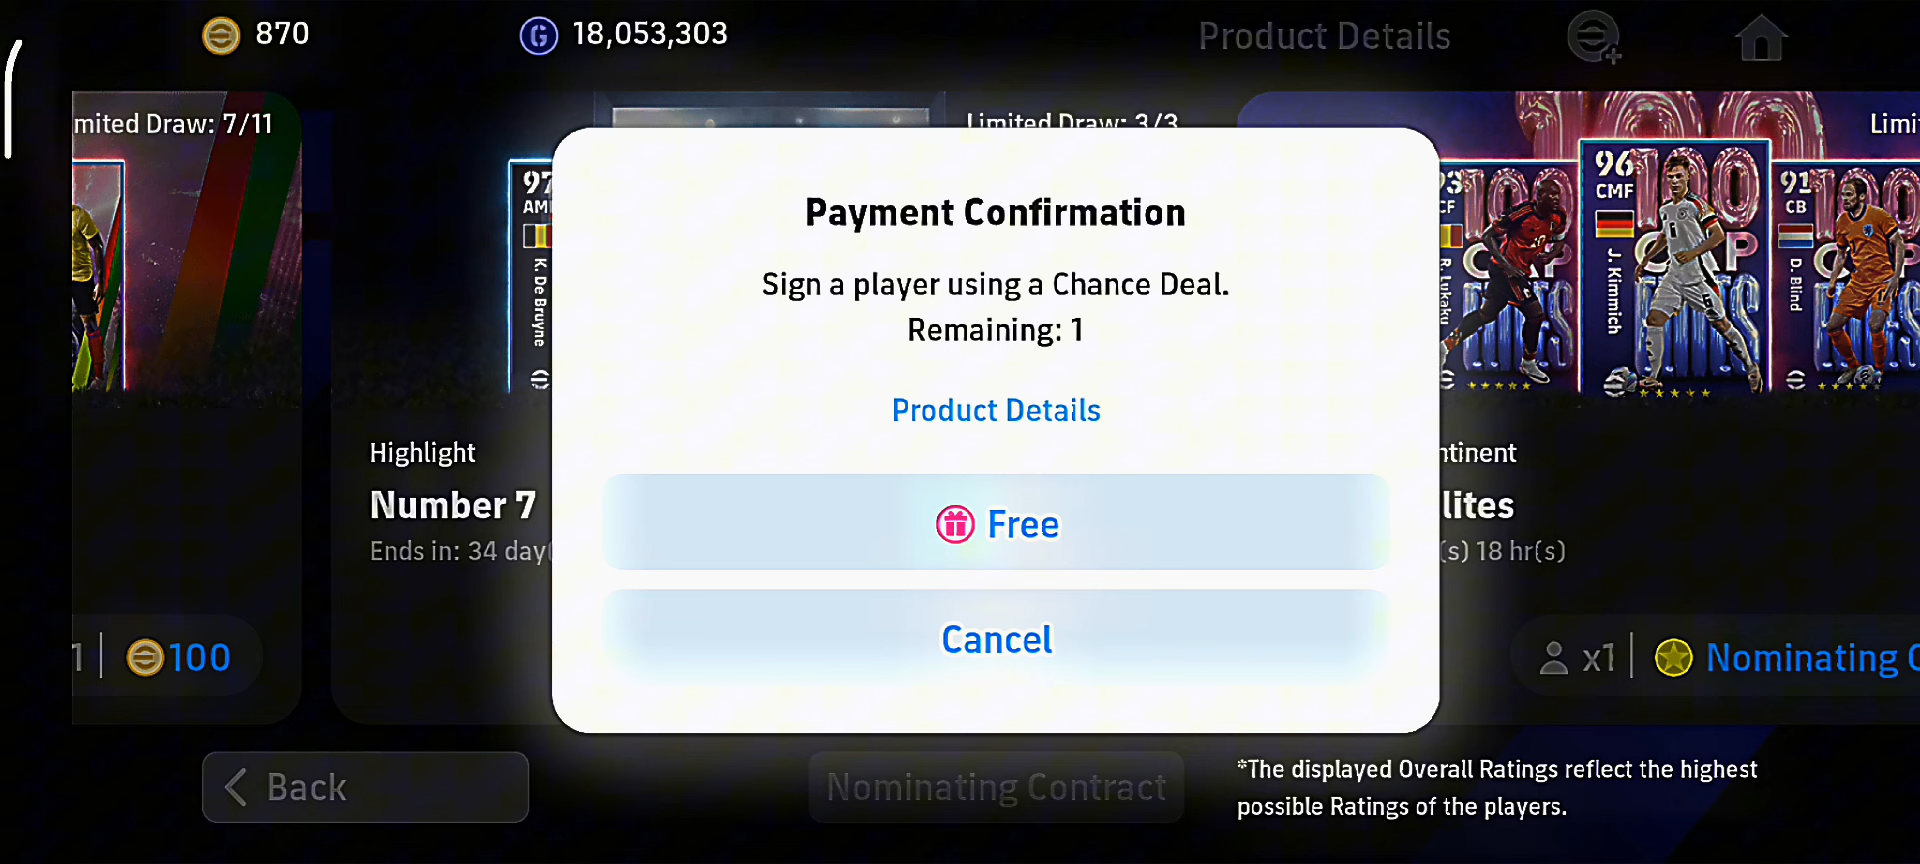 870
18,053,303
Product Details
mited Draw: 7/11
Limited Draw: 3/3
Limi
97
AM
K. De Bruyne
Payment Confirmation
Sign a player using a Chance Deal.
Remaining: 1
Product Details
Free
Cancel
100
93
CF
R. Lukaku
96
CMF
J. Kimmich
91
CB
D. Blind
Highlight
Number 7
Ends in: 34 day(
ntinent
lites
(s) 18 hr(s)
1
100
x1
Nominating C
Back
Nominating Contract
*The displayed Overall Ratings reflect the highest
possible Ratings of the players.